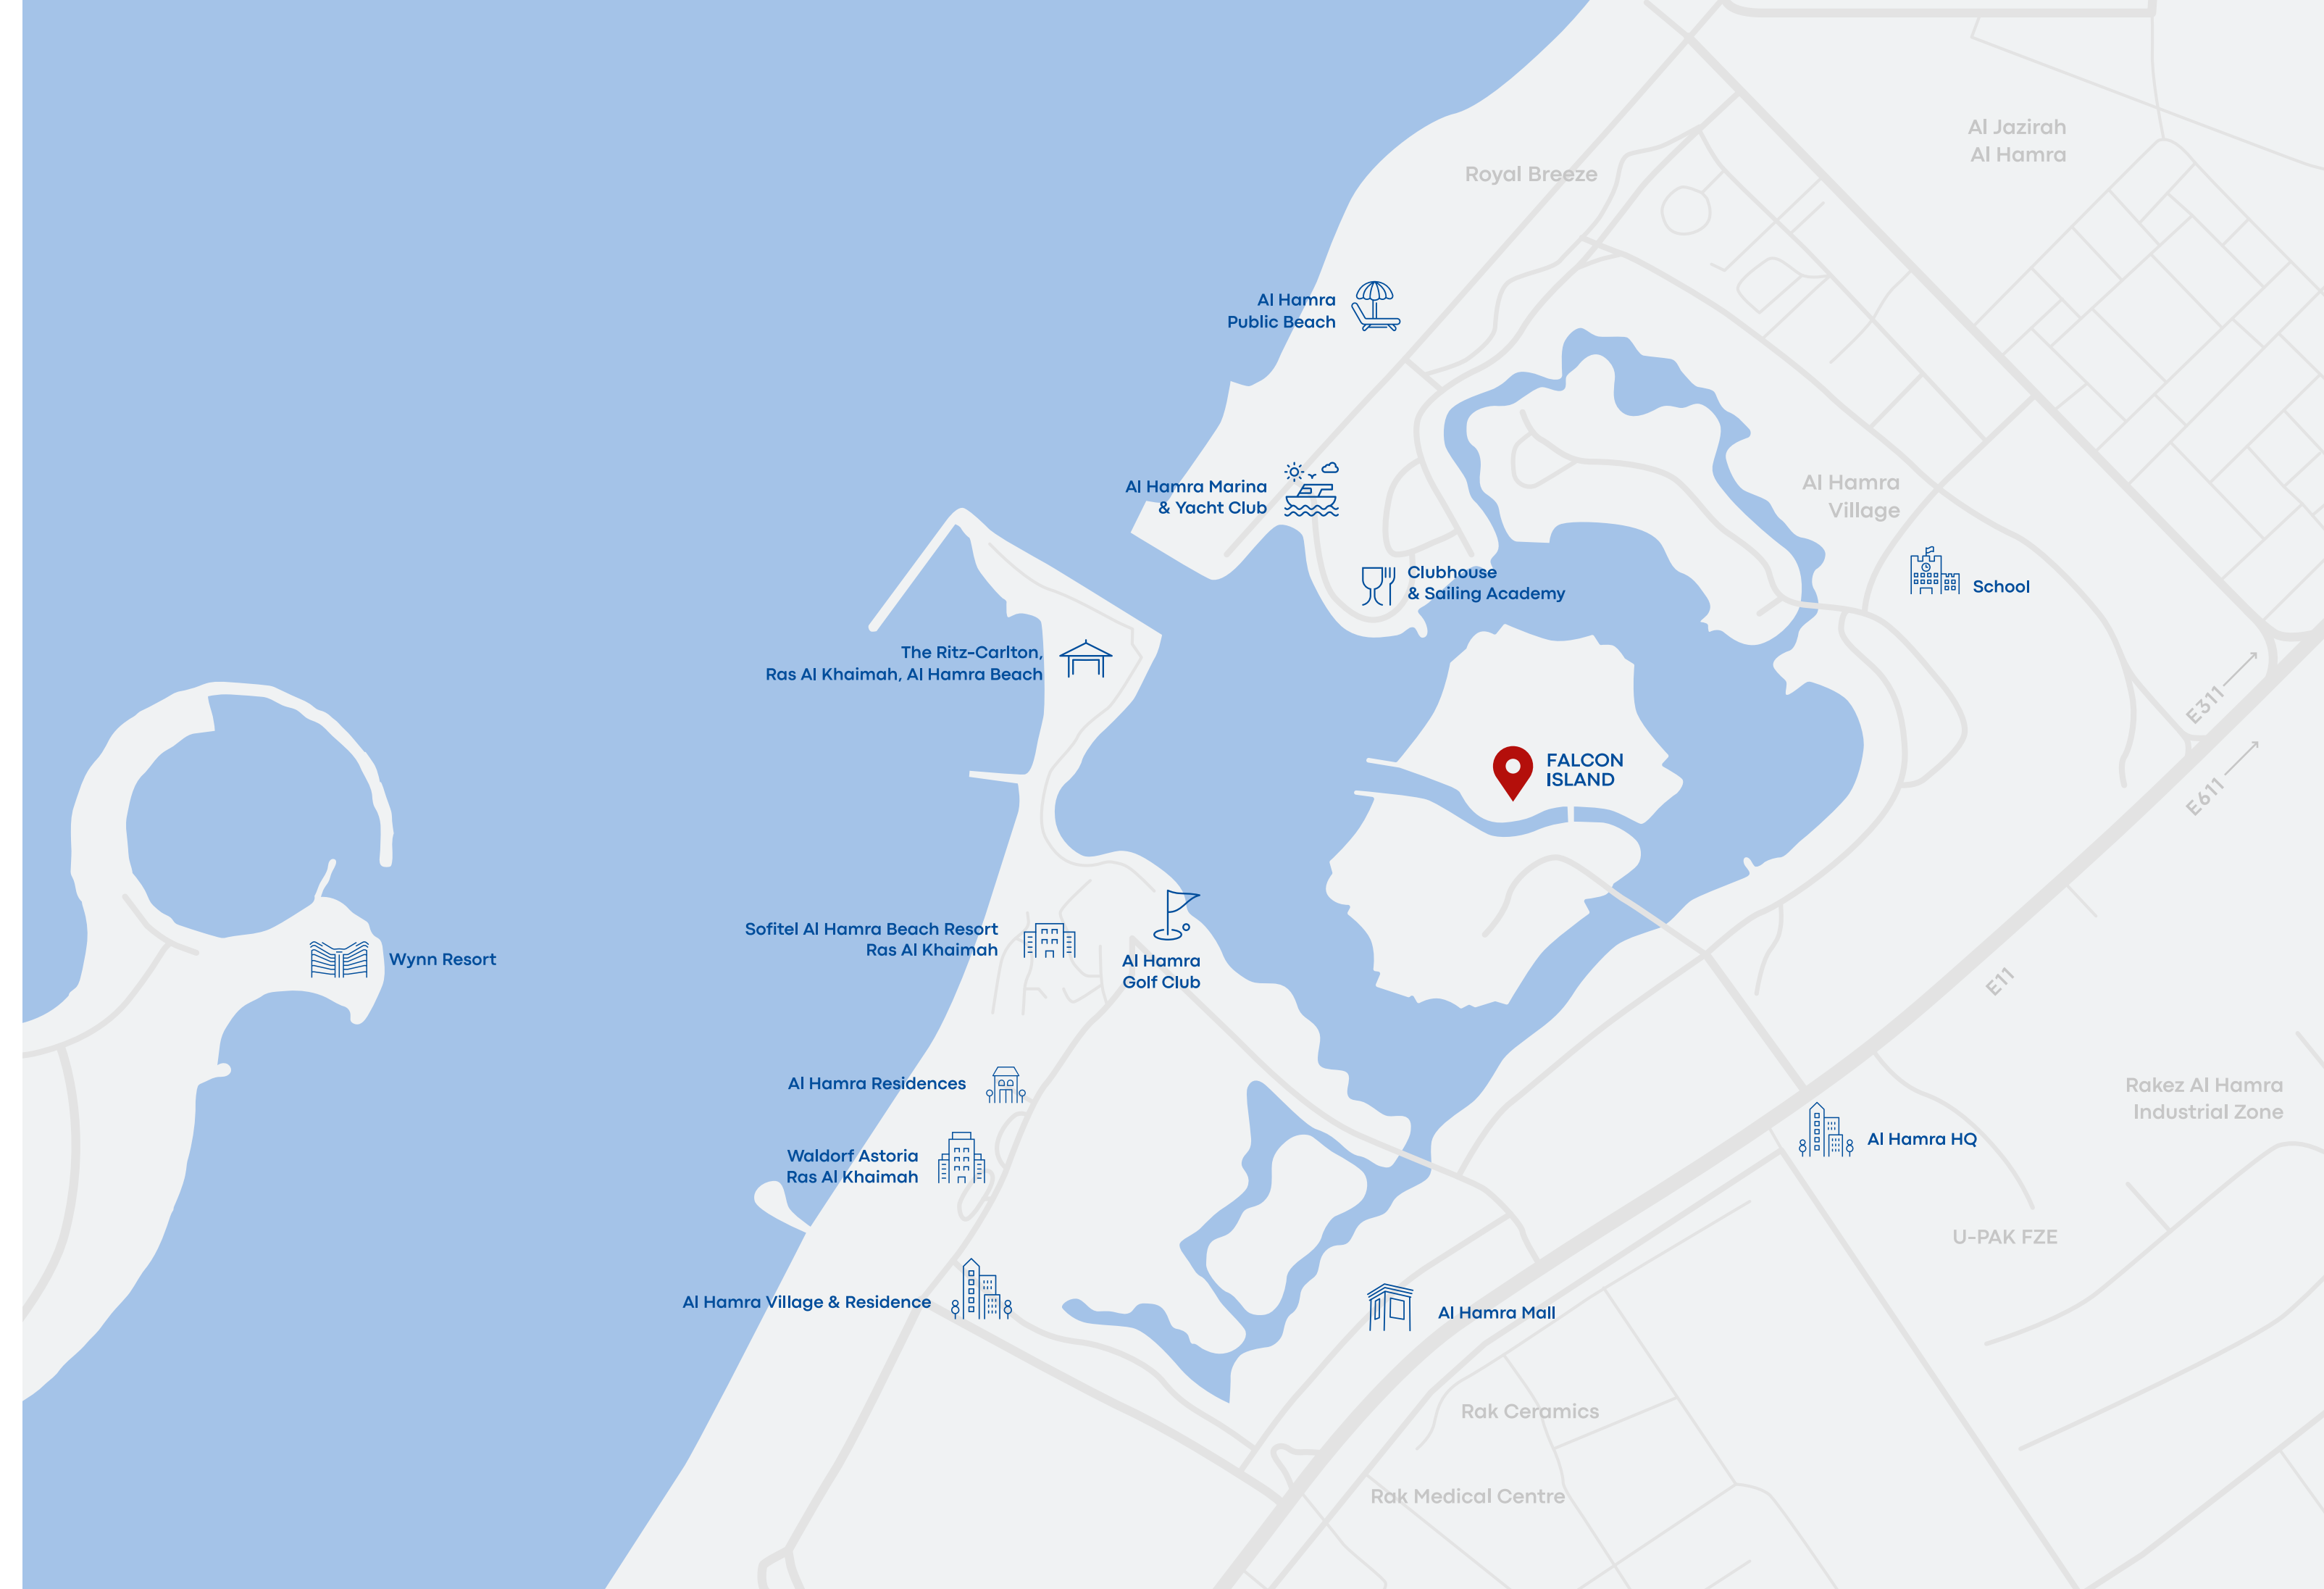 Al Jazirah
Al Hamra
Royal Breeze
Al Hamra
Public Beach
Al Hamra Marina
& Yacht Club
Al Hamra
Village
Clubhouse
& Sailing Academy
School
The Ritz-Carlton,
Ras Al Khaimah, Al Hamra Beach
E311
E611
FALCON
ISLAND
Sofitel Al Hamra Beach Resort
Ras Al Khaimah
Wynn Resort
Al Hamra
Golf Club
E11
Al Hamra Residences
Rakez Al Hamra
Industrial Zone
Al Hamra HQ
Waldorf Astoria
Ras Al Khaimah
U-PAK FZE
Al Hamra Village & Residence
Al Hamra Mall
Rak Ceramics
Rak Medical Centre